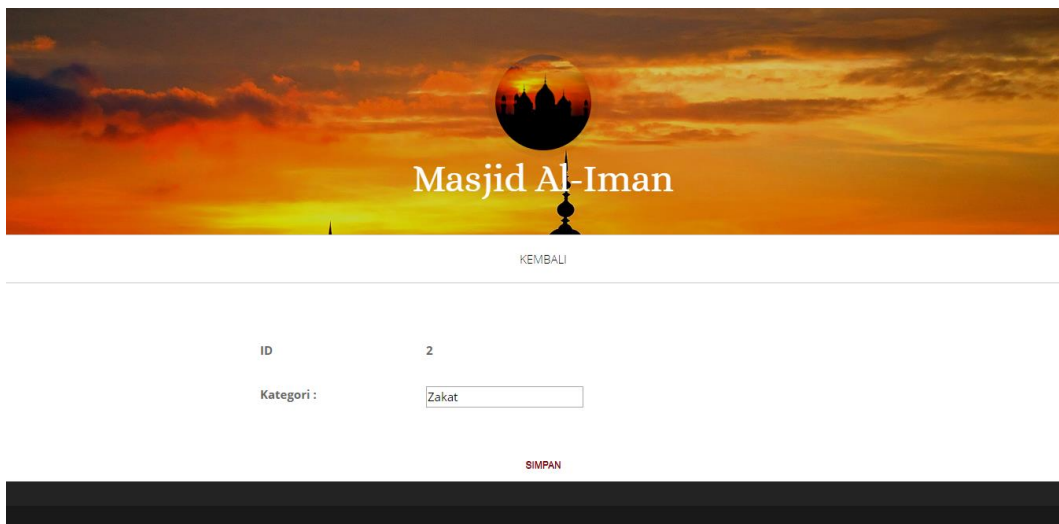 Masjid Al-Iman
KEMBALI
ID 2
Kategori : Zakat
SIMPAN